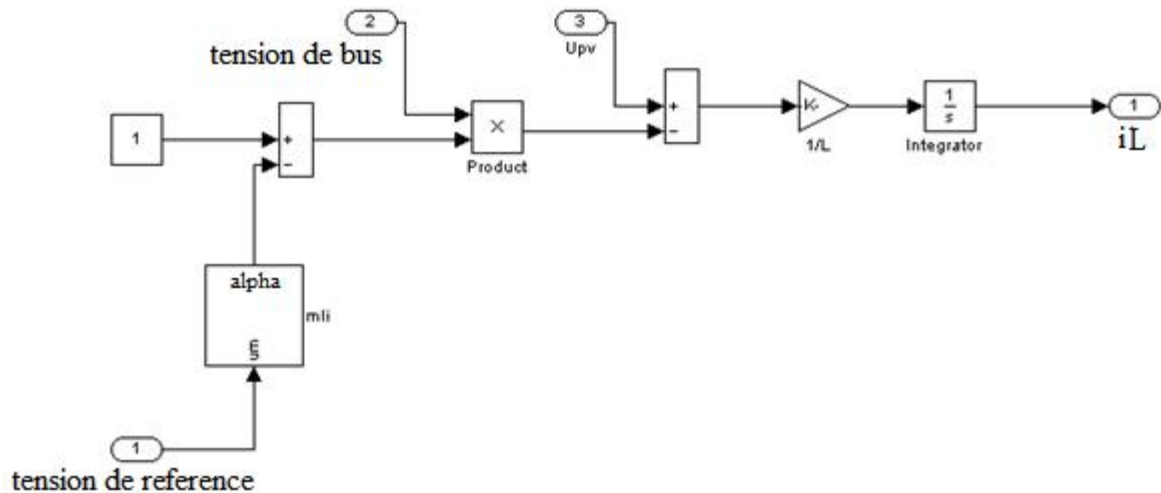 2
3
tension de bus
Upv
1
+
-
×
Product
+
-
K-
1/L
1
s
Integrator
1
iL
alpha
mli
1
tension de reference